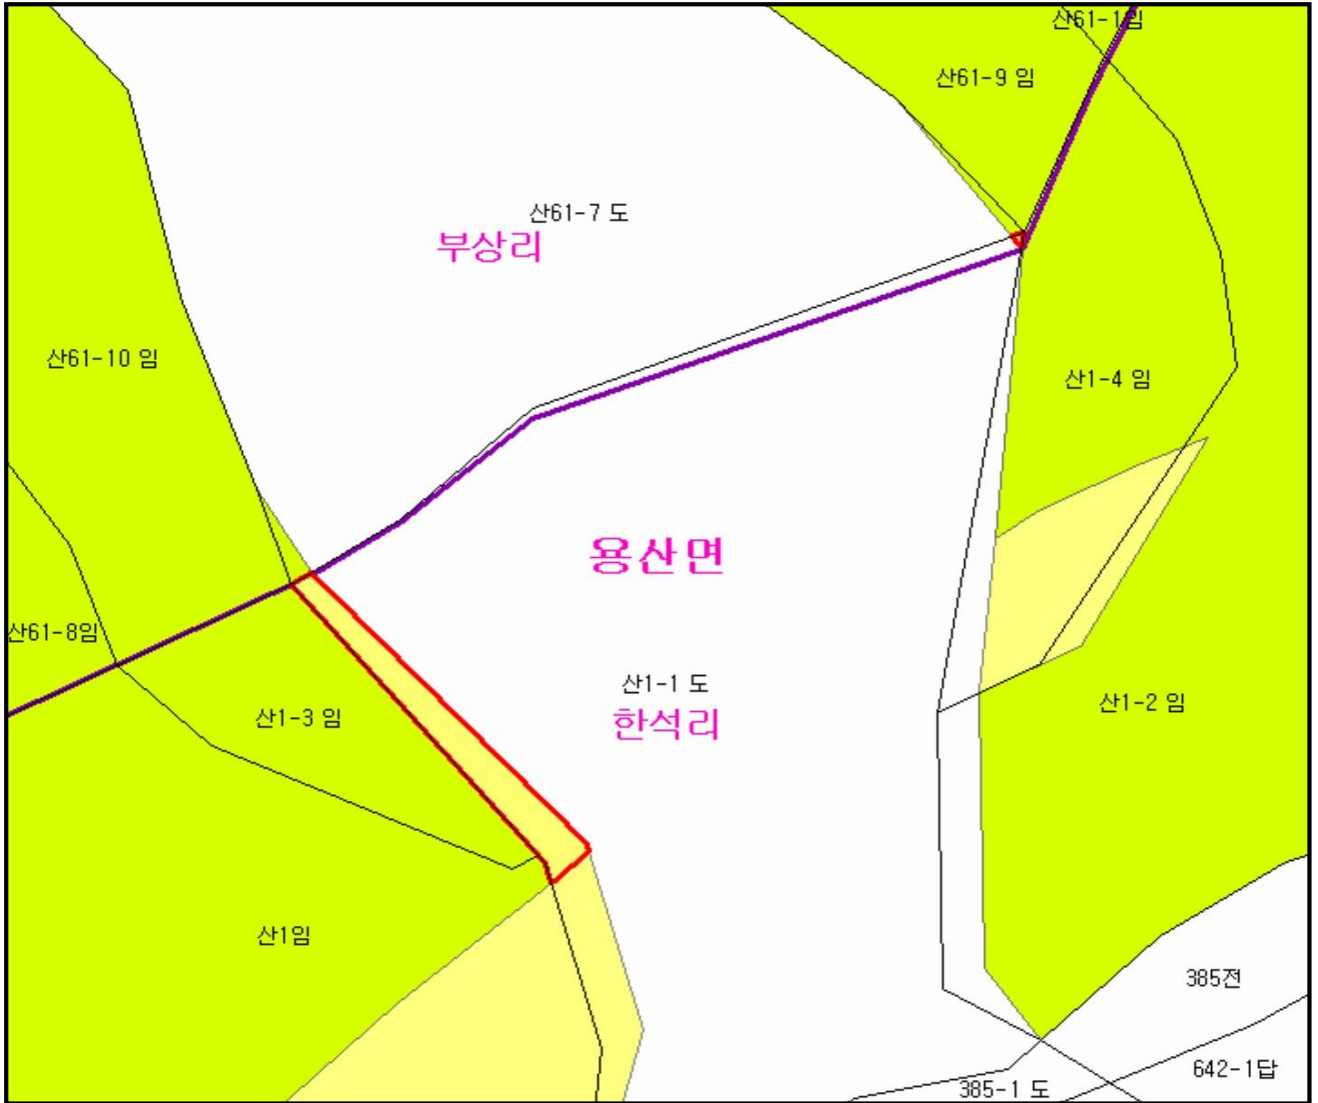 산61-1임
산61-9 임
산61-7 도
부상리
산61-10 임
산1-4 임
용산면
산61-8임
산1-1 도
산1-3 임
한석리
산1-2 임
산1임
385전
642-1답
385-1 도